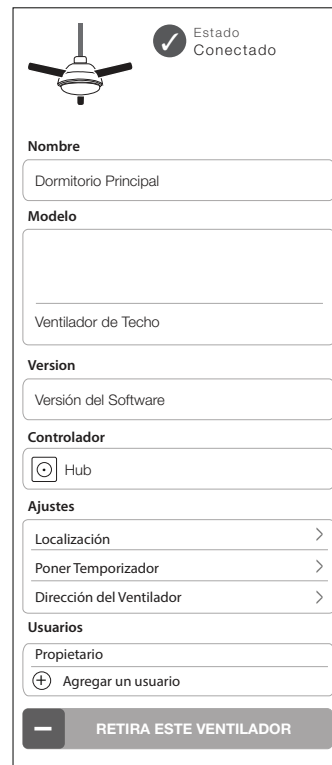 Estado
Conectado
Nombre
Dormitorio Principal
Modelo
Ventilador de Techo
Version
Versión del Software
Controlador
Hub
Ajustes
Localización
Poner Temporizador
Dirección del Ventilador
Usuarios
Propietario
Agregar un usuario
RETIRA ESTE VENTILADOR